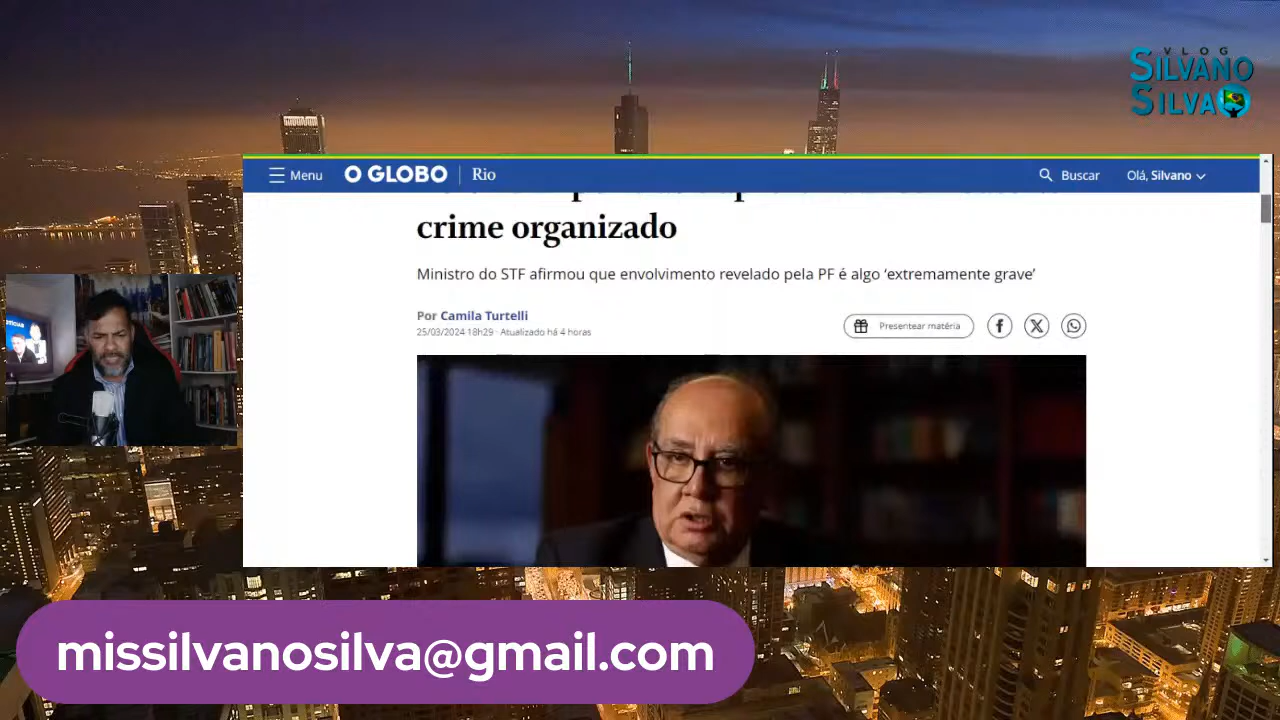 VLOG
SILVANO
SILVA
Menu
O GLOBO
Rio
Buscar
Olá, Silvano
crime organizado
Ministro do STF afirmou que envolvimento revelado pela PF é algo ‘extremamente grave’
Por Camila Turtelli
25/03/2024 18h29 · Atualizado há 4 horas
Presentear matéria
missilvanosilva@gmail.com